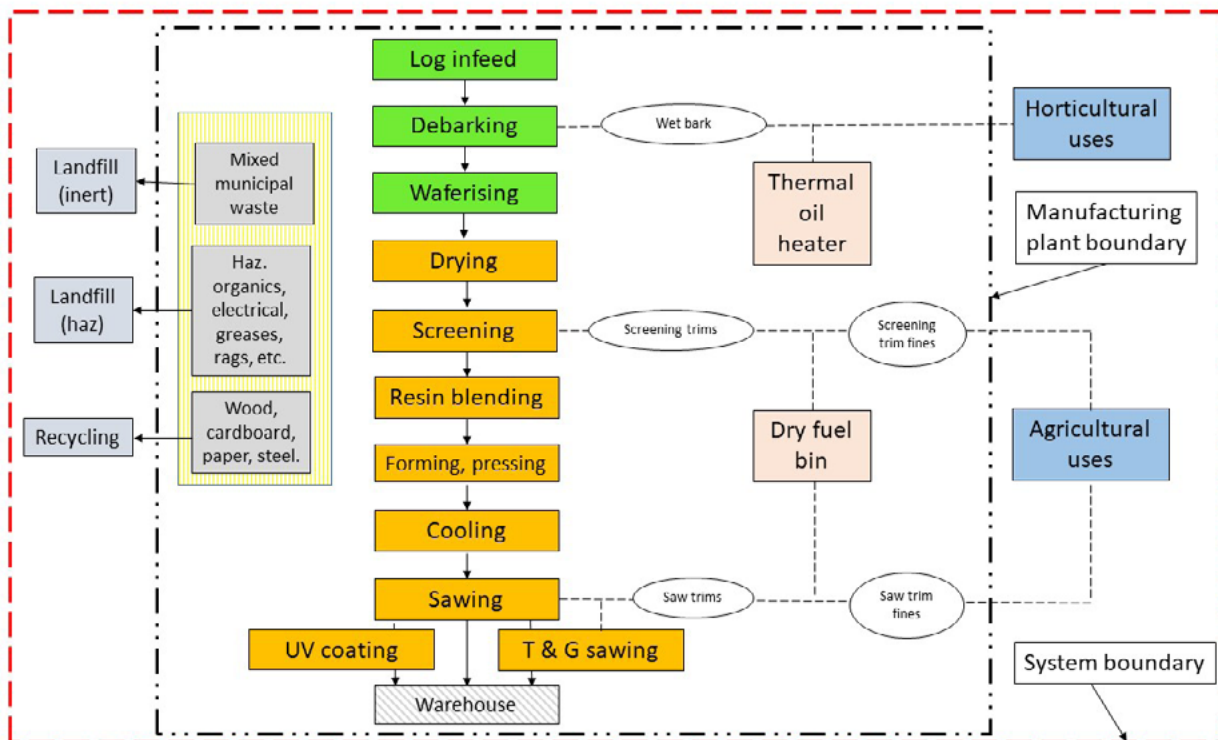 Log infeed
Debarking
Wet bark
Horticultural
uses
Landfill
(inert)
Mixed
municipal
waste
Waferising
Thermal
oil
heater
Manufacturing
plant boundary
Drying
Landfill
(haz)
Haz.
organics,
electrical,
greases,
rags, etc.
Screening
Screening trims
Screening
trim fines
Resin blending
Recycling
Wood,
cardboard,
paper, steel.
Forming, pressing
Dry fuel
bin
Agricultural
uses
Cooling
Sawing
Saw trims
Saw trim
fines
UV coating
T & G sawing
System boundary
Warehouse